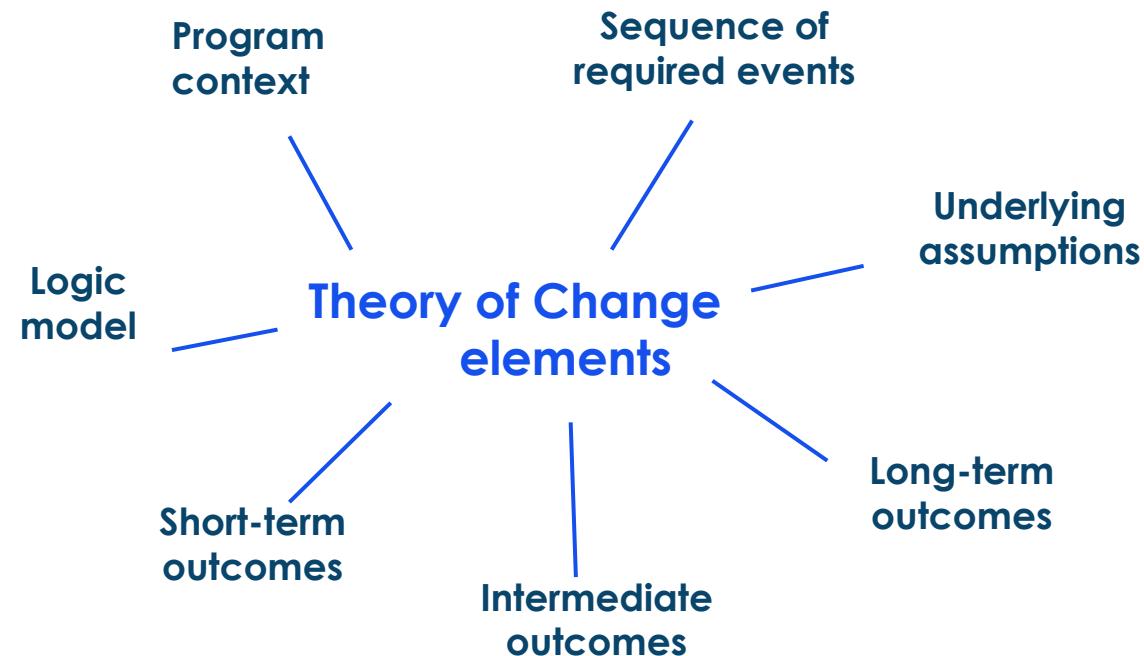 Program
context
Sequence of
required events
Underlying
assumptions
Logic
model
Theory of Change
elements
Long-term
outcomes
Short-term
outcomes
Intermediate
outcomes